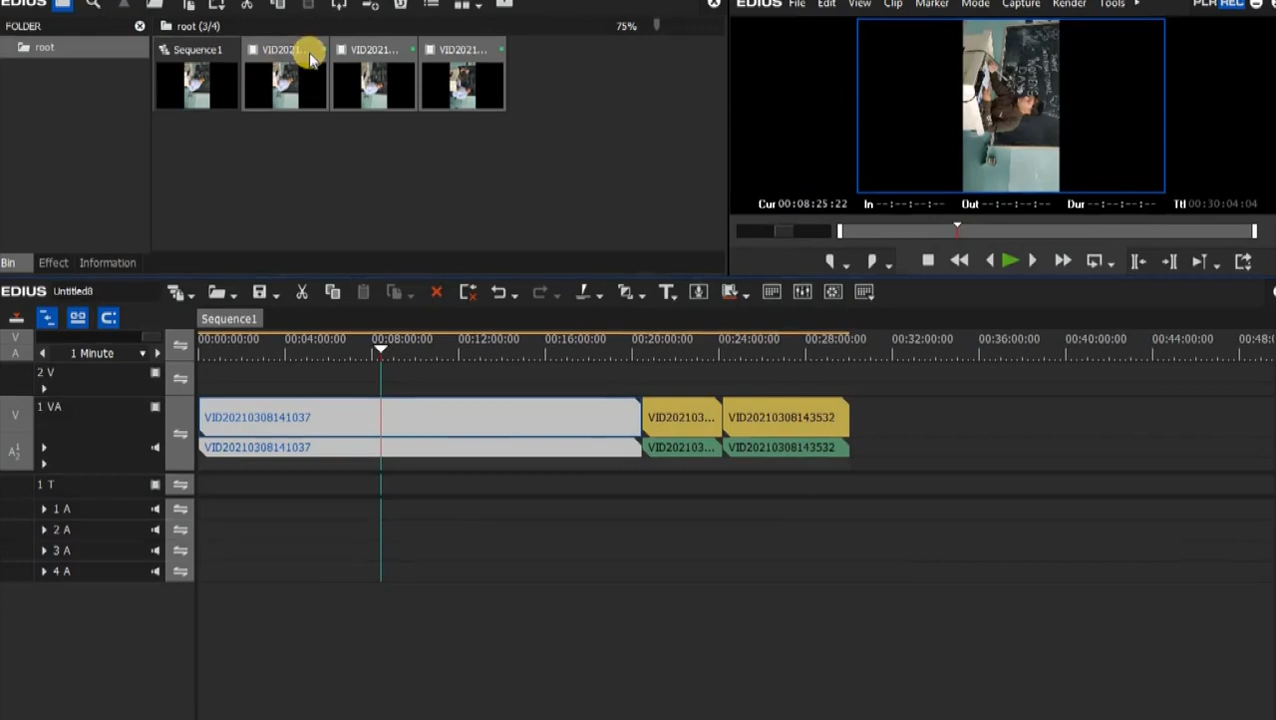 EDIUS
FOLDER
root
root (3/4)
75%
Sequence1
VID2021...
VID2021...
VID2021...
Bin
Effect
Information
EDIUS
File
Edit
View
Clip
Marker
Mode
Capture
Render
Tools
PLR REC
Cur 00:08:25:22
In --:--:--:--
Out --:--:--:--
Dur --:--:--:--
Ttl 00:30:04:04
EDIUS
Untitled8
Sequence1
V
A
1 Minute
00:00:00:00
00:04:00:00
00:08:00:00
00:12:00:00
00:16:00:00
00:20:00:00
00:24:00:00
00:28:00:00
00:32:00:00
00:36:00:00
00:40:00:00
00:44:00:00
00:48:0
2 V
V
1 VA
VID20210308141037
VID202103...
VID20210308143532
A12
VID20210308141037
VID202103...
VID20210308143532
1 T
1 A
2 A
3 A
4 A